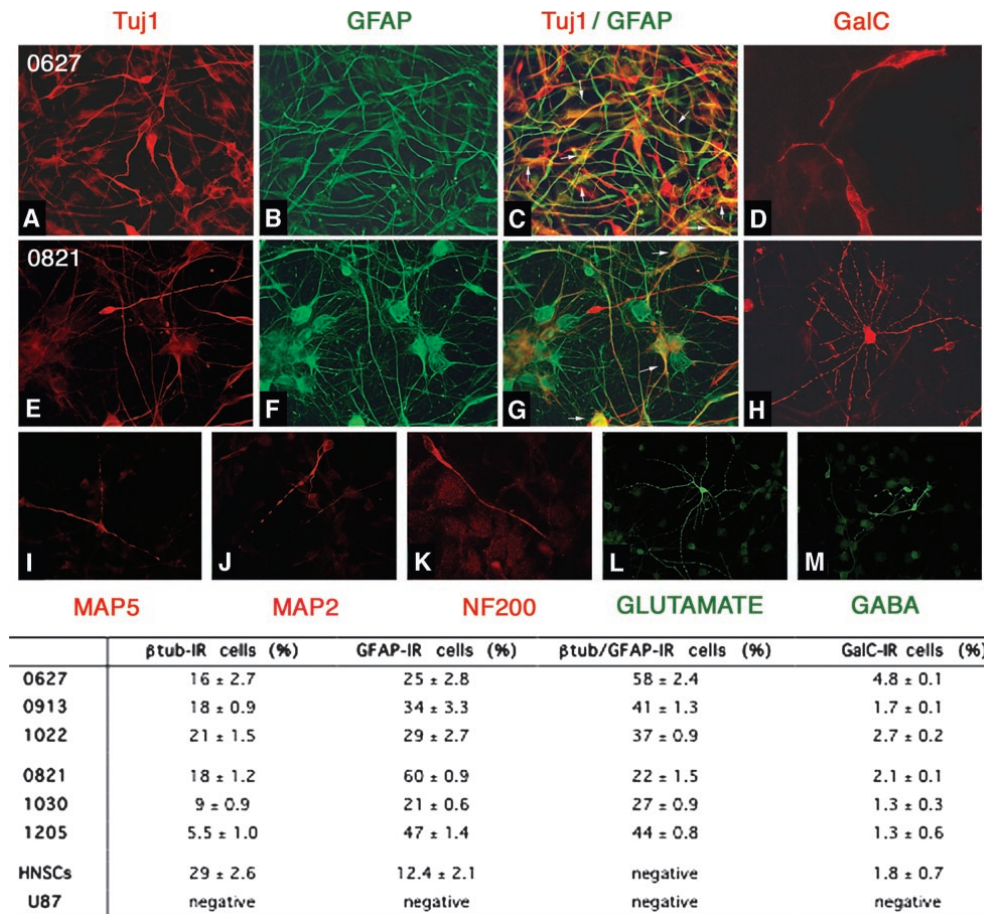 Tuj1 GFAP Tuj1 / GFAP GalC
0627
A B C D
0821
E F G H
I J K L M
MAP5 MAP2 NF200 GLUTAMATE GABA
βtub-IR cells (%) GFAP-IR cells (%) βtub/GFAP-IR cells (%) GalC-IR cells (%)
0627 16 ± 2.7 25 ± 2.8 58 ± 2.4 4.8 ± 0.1
0913 18 ± 0.9 34 ± 3.3 41 ± 1.3 1.7 ± 0.1
1022 21 ± 1.5 29 ± 2.7 37 ± 0.9 2.7 ± 0.2
0821 18 ± 1.2 60 ± 0.9 22 ± 1.5 2.1 ± 0.1
1030 9 ± 0.9 21 ± 0.6 27 ± 0.9 1.3 ± 0.3
1205 5.5 ± 1.0 47 ± 1.4 44 ± 0.8 1.3 ± 0.6
HNSCs 29 ± 2.6 12.4 ± 2.1 negative 1.8 ± 0.7
U87 negative negative negative negative